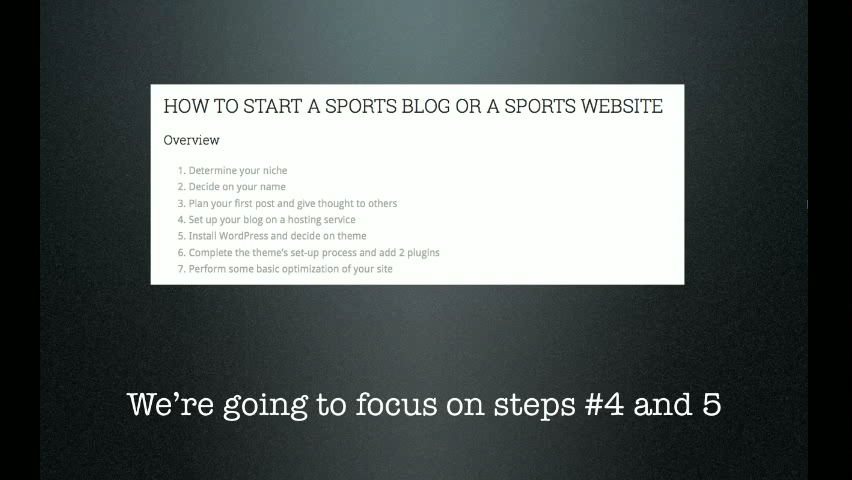 HOW TO START A SPORTS BLOG OR A SPORTS WEBSITE
Overview
1. Determine your niche
2. Decide on your name
3. Plan your first post and give thought to others
4. Set up your blog on a hosting service
5. Install WordPress and decide on theme
6. Complete the theme's set-up process and add 2 plugins
7. Perform some basic optimization of your site
We're going to focus on steps #4 and 5